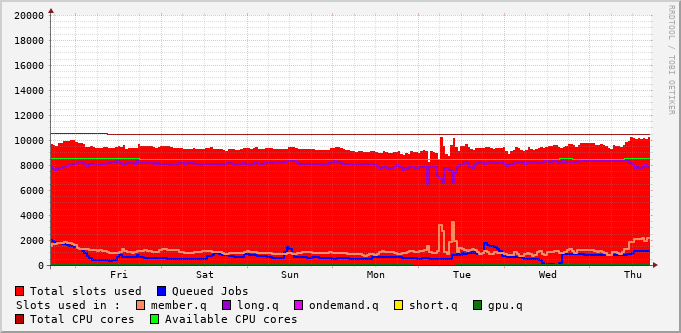 20000
18000
16000
14000
12000
10000
8000
6000
4000
2000
0
Fri Sat Sun Mon Tue Wed Thu
RRDTOOL / TOBI OETIKER
Total slots used Queued Jobs
Slots used in : member.q long.q ondemand.q short.q gpu.q
Total CPU cores Available CPU cores